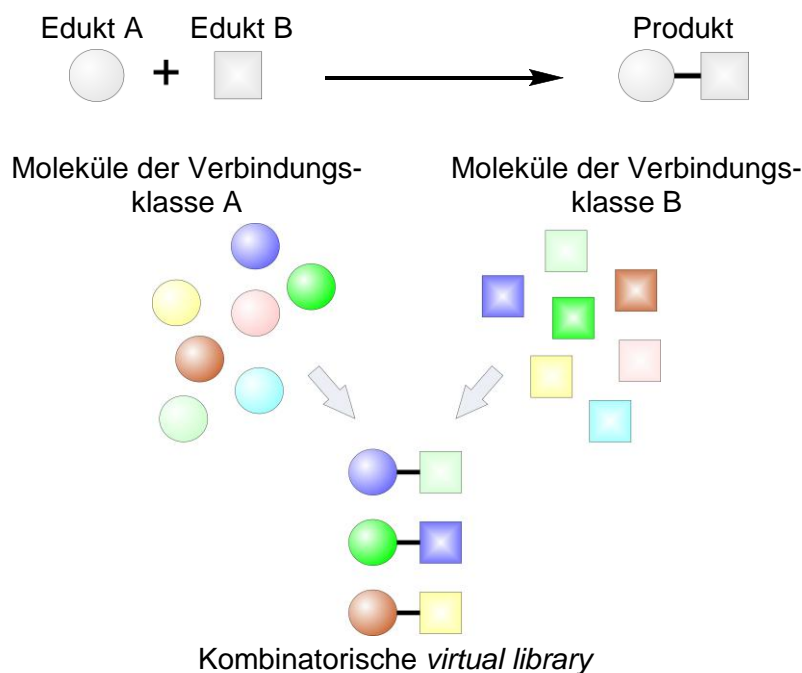 Edukt A Edukt B Produkt
+
Moleküle der Verbindungs-
klasse A
Moleküle der Verbindungs-
klasse B
Kombinatorische virtual library